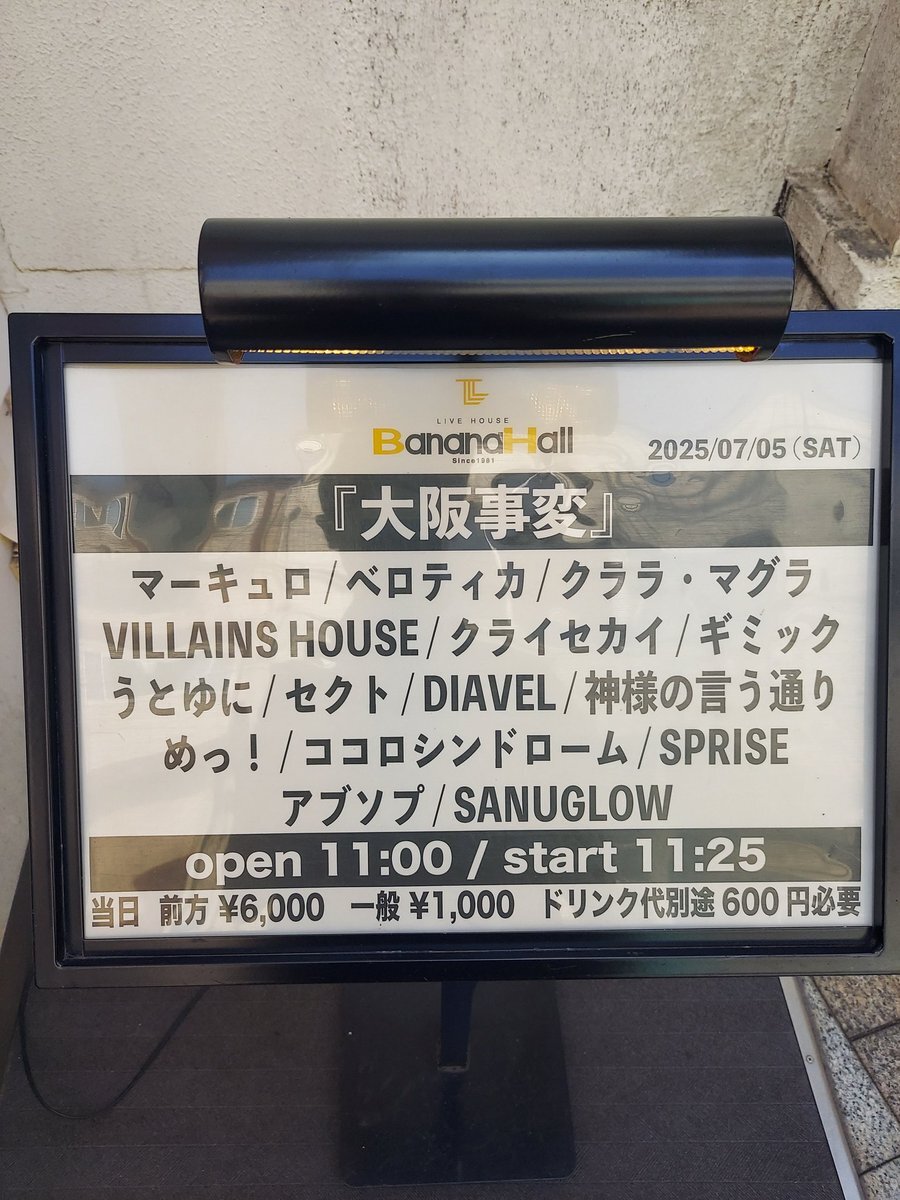 LIVE HOUSE
BananaHall
Since1981
2025/07/05(SAT)
『大阪事変』
マーキュロ/ベロティカ/クララ・マグラ
VILLAINS HOUSE/クライセカイ/ギミック
うとゆに/セクト/DIAVEL/神様の言う通り
めっ!/ココロシンドローム/SPRISE
アブソプ/SANUGLOW
open 11:00 / start 11:25
当日 前方 ¥6,000 一般 ¥1,000 ドリンク代別途 600 円必要